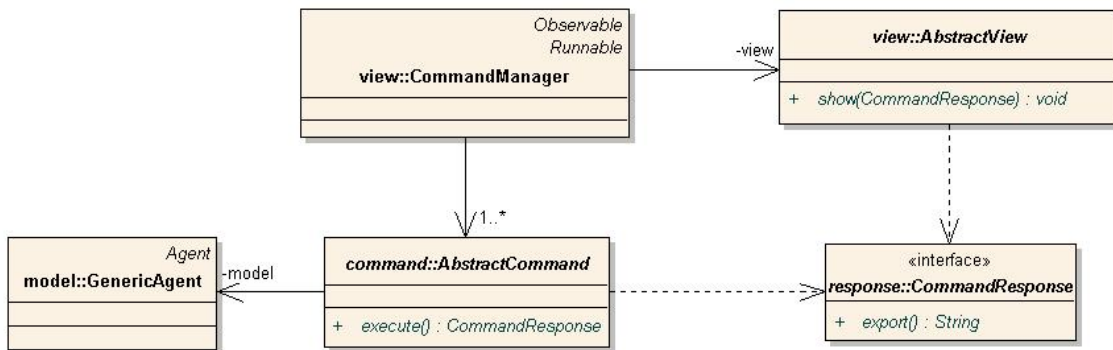 Observable
Runnable
view::CommandManager
-view
view::AbstractView
+ show(CommandResponse) : void
1..*
Agent
model::GenericAgent
-model
command::AbstractCommand
+ execute() : CommandResponse
«interface»
response::CommandResponse
+ export() : String